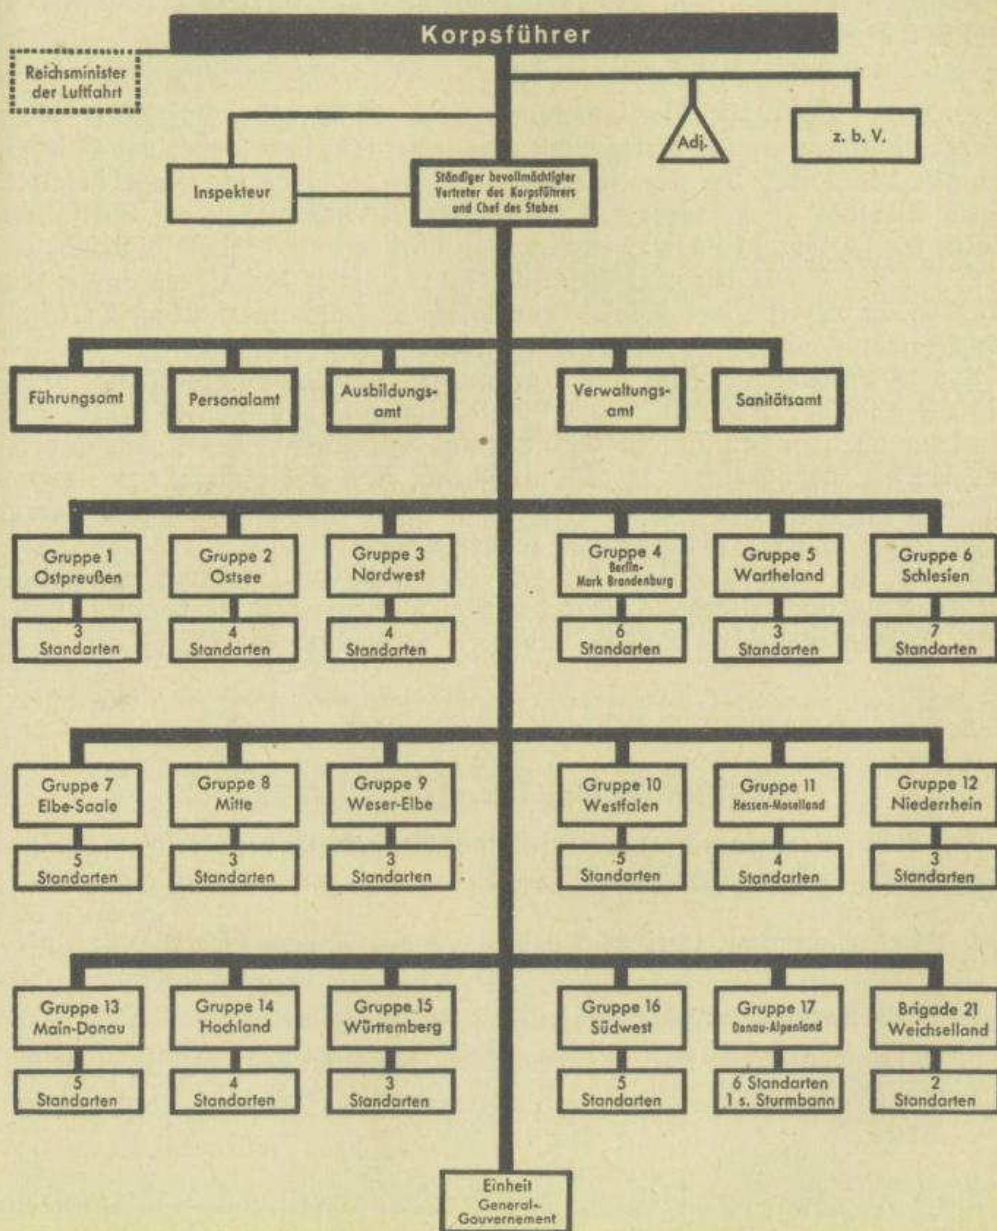 Korpsführer
Reichsminister
der Luftfahrt
Adj.
z. b. V.
Inspekteur
Ständiger bevollmächtigter
Vertreter des Korpsführers
und Chef des Stabes
Führungsamt
Personalamt
Ausbildungs-
amt
Verwaltungs-
amt
Sanitätsamt
Gruppe 1
Ostpreußen
3
Standarten
Gruppe 2
Ostsee
4
Standarten
Gruppe 3
Nordwest
4
Standarten
Gruppe 4
Berlin-
Mark Brandenburg
6
Standarten
Gruppe 5
Wartheland
3
Standarten
Gruppe 6
Schlesien
7
Standarten
Gruppe 7
Elbe-Saale
5
Standarten
Gruppe 8
Mitte
3
Standarten
Gruppe 9
Weser-Elbe
3
Standarten
Gruppe 10
Westfalen
5
Standarten
Gruppe 11
Hessen-Moselland
4
Standarten
Gruppe 12
Niederrhein
3
Standarten
Gruppe 13
Main-Donau
5
Standarten
Gruppe 14
Hochland
4
Standarten
Gruppe 15
Württemberg
3
Standarten
Gruppe 16
Südwest
5
Standarten
Gruppe 17
Donau-Alpenland
6 Standarten
1 s. Sturmbann
Brigade 21
Weichselland
2
Standarten
Einheit
General-
Gouvernement